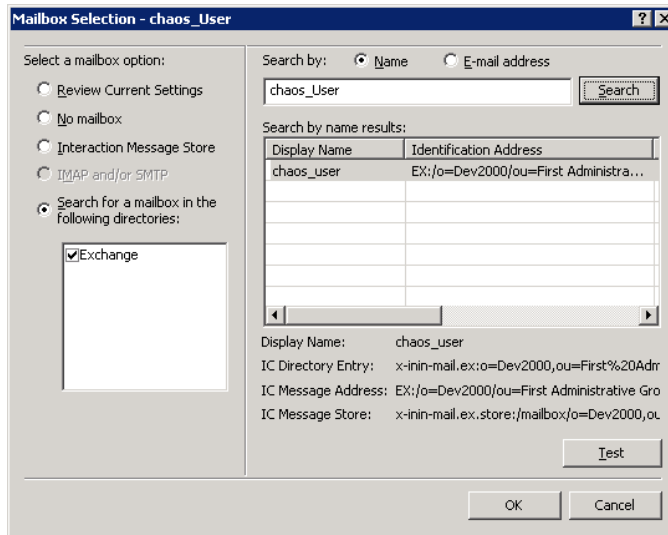 Mailbox Selection - chaos_User
Select a mailbox option:
Review Current Settings
No mailbox
Interaction Message Store
IMAP and/or SMTP
Search for a mailbox in the
following directories:
Exchange
Search by:
Name
E-mail address
chaos_User
Search
Search by name results:
Display Name
Identification Address
chaos_user
EX:/o=Dev2000/ou=First Administra...
Display Name: chaos_user
IC Directory Entry: x-inin-mail.ex:o=Dev2000,ou=First%20Adm
IC Message Address: EX:/o=Dev2000/ou=First Administrative Gro
IC Message Store: x-inin-mail.ex.store:/mailbox/o=Dev2000,ou
Test
OK
Cancel